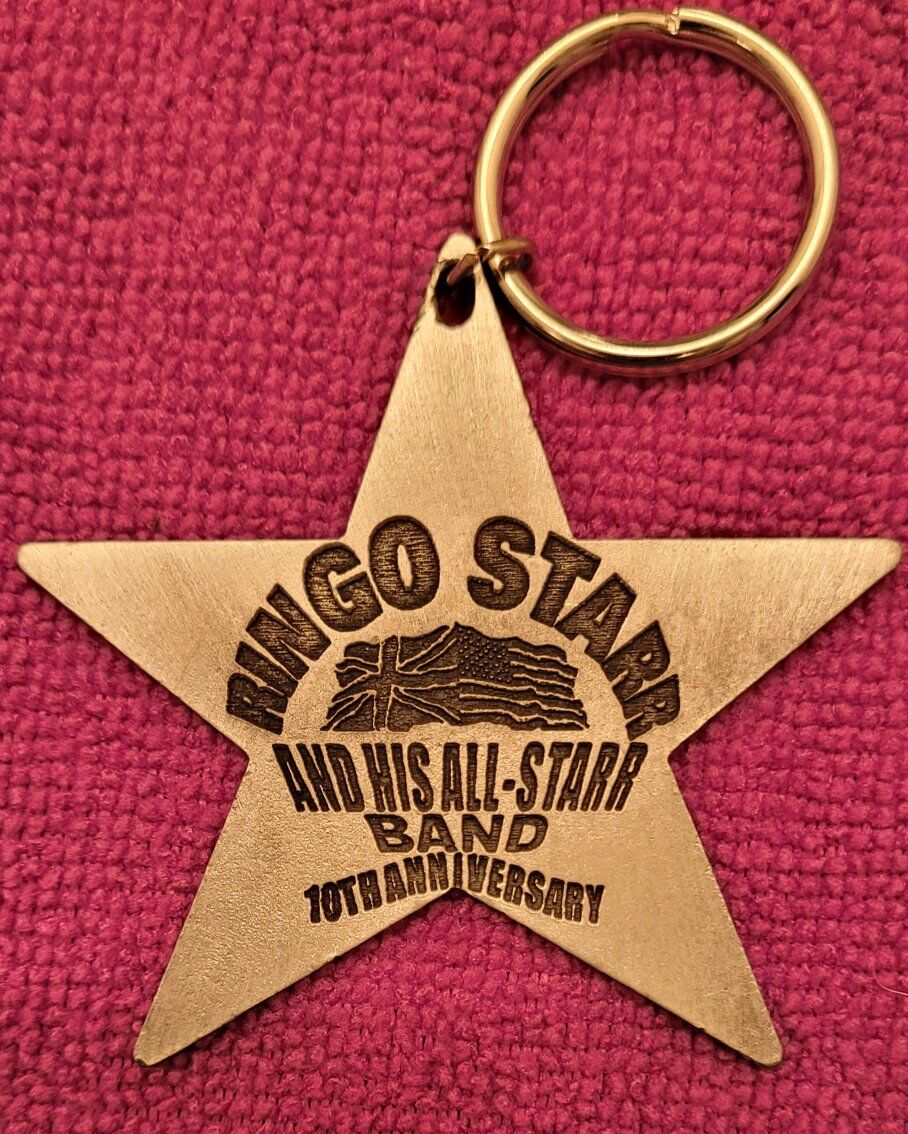 RINGO STARR
AND HIS ALL-STARR
BAND
10TH ANNIVERSARY